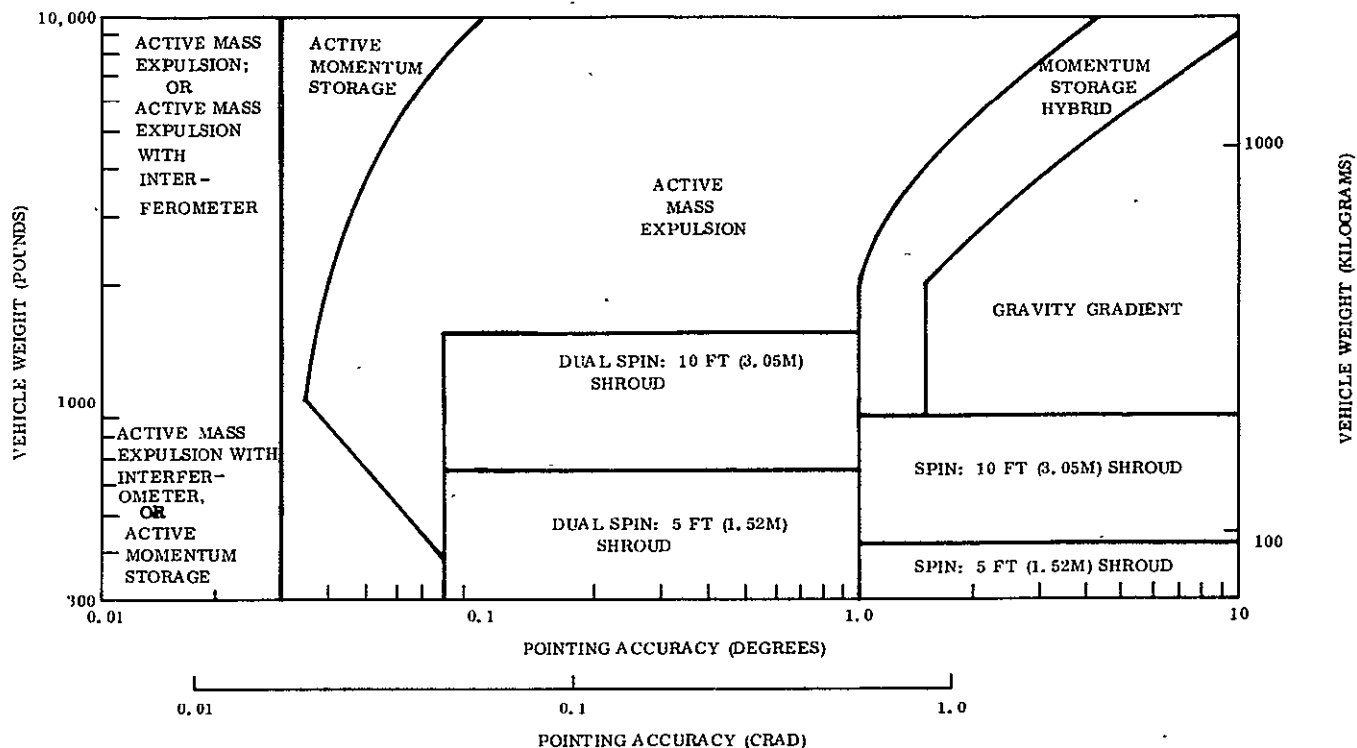 10,000
ACTIVE MASS
EXPULSION;
OR
ACTIVE MASS
EXPULSION
WITH
INTER-
FEROMETER
ACTIVE
MOMENTUM
STORAGE
MOMENTUM
STORAGE
HYBRID
1000
ACTIVE
MASS
EXPULSION
VEHICLE WEIGHT (POUNDS)
VEHICLE WEIGHT (KILOGRAMS)
GRAVITY GRADIENT
DUAL SPIN: 10 FT (3.05M)
SHROUD
1000
ACTIVE MASS
EXPULSION WITH
INTERFER-
OMETER,
OR
ACTIVE
MOMENTUM
STORAGE
SPIN: 10 FT (3.05M) SHROUD
DUAL SPIN: 5 FT (1.52M)
SHROUD
100
SPIN: 5 FT (1.52M) SHROUD
300
0.01
0.1
1.0
10
POINTING ACCURACY (DEGREES)
0.01
0.1
1.0
POINTING ACCURACY (CRAD)